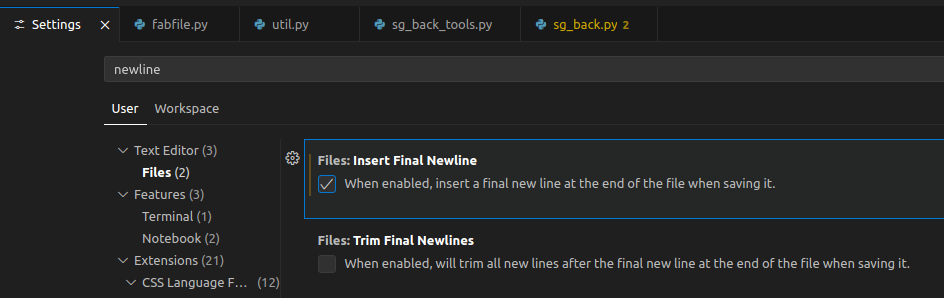 Settings fabfile.py util.py sg_back_tools.py sg_back.py 2
newline
User Workspace
Text Editor (3)
Files (2)
Features (3)
Terminal (1)
Notebook (2)
Extensions (21)
CSS Language F... (12)
Files: Insert Final Newline
When enabled, insert a final new line at the end of the file when saving it.
Files: Trim Final Newlines
When enabled, will trim all new lines after the final new line at the end of the file when saving it.